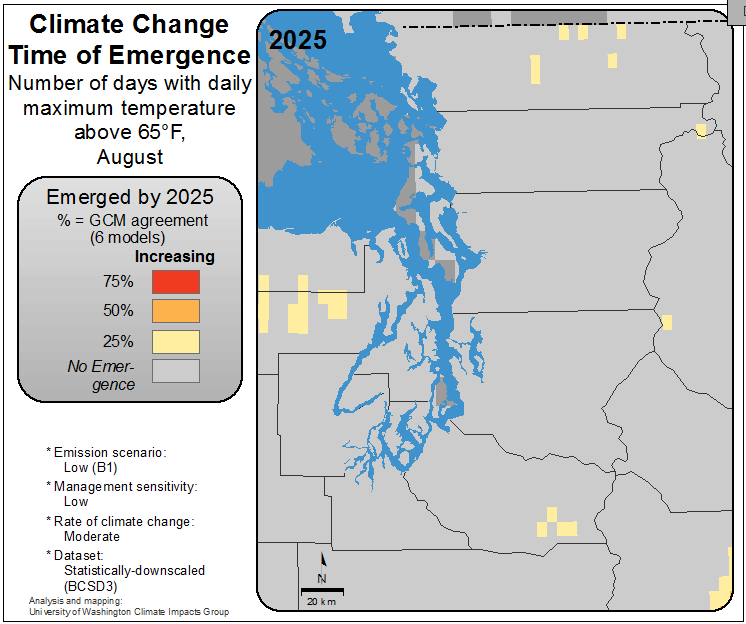 Climate Change
Time of Emergence
Number of days with daily
maximum temperature
above 65°F,
August
2025
Emerged by 2025
% = GCM agreement
(6 models)
Increasing
75%
50%
25%
No Emer-
gence
* Emission scenario:
Low (B1)
* Management sensitivity:
Low
* Rate of climate change:
Moderate
* Dataset:
Statistically-downscaled
(BCSD3)
Analysis and mapping:
University of Washington Climate Impacts Group
N
20 km